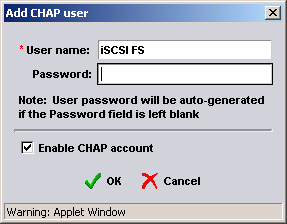 Add CHAP user
* User name: iSCSI FS
Password:
Note: User password will be auto-generated
if the Password field is left blank
Enable CHAP account
OK Cancel
Warning: Applet Window